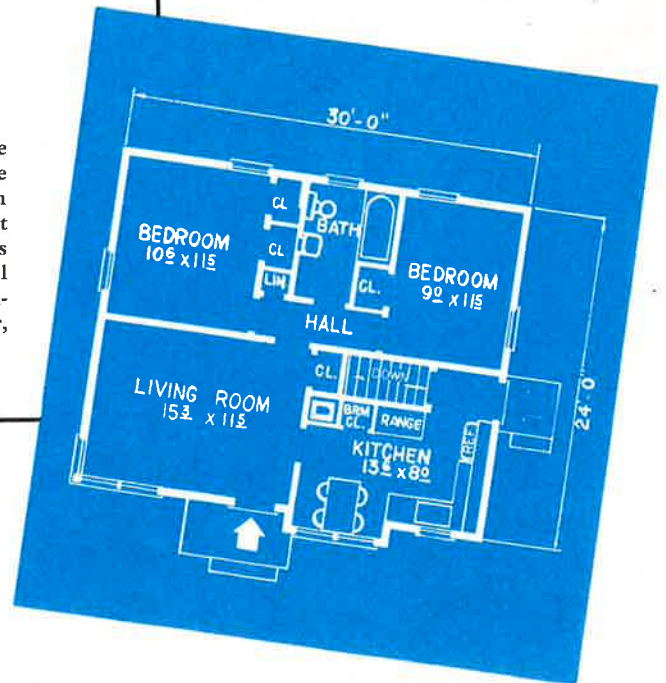 e
e
n
t
s
l
-
,
30'-0"
CL
BATH
BEDROOM
10⁶ x 11⁵
CL
BEDROOM
9⁰ x 11⁵
LIN
CL.
HALL
24'-0"
CL.
DOWN
LIVING ROOM
15³ x 11⁵
BRM
CL.
RANGE
REF
KITCHEN
13⁶ x 8⁰